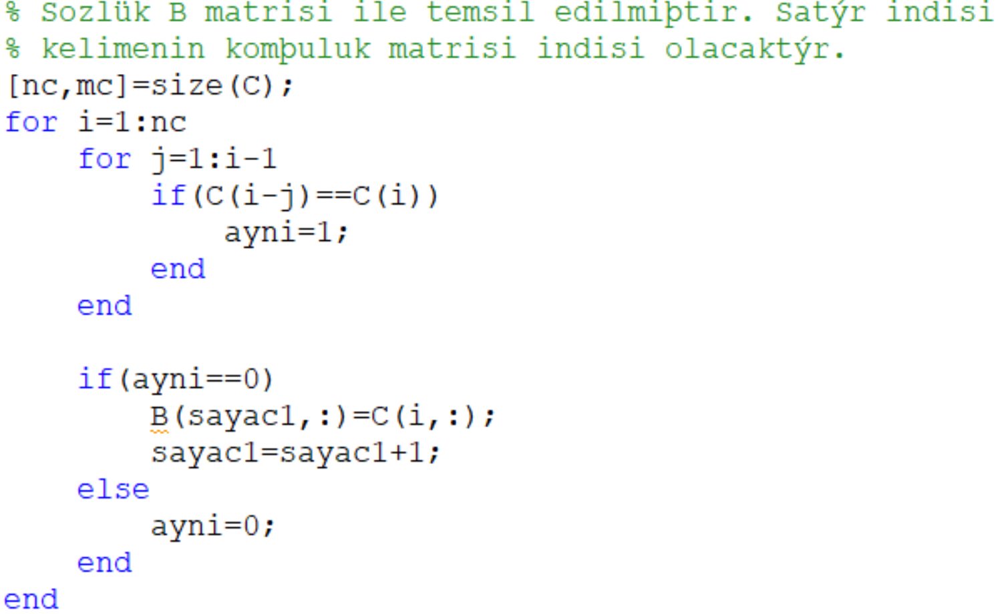 % Sozlük B matrisi ile temsil edilmiþtir. Satýr indisi
% kelimenin komþuluk matrisi indisi olacaktýr.
[nc,mc]=size(C);
for i=1:nc
    for j=1:i-1
        if(C(i-j)==C(i))
            ayni=1;
        end
    end
    if(ayni==0)
        B(sayac1,:)=C(i,:);
        sayac1=sayac1+1;
    else
        ayni=0;
    end
end